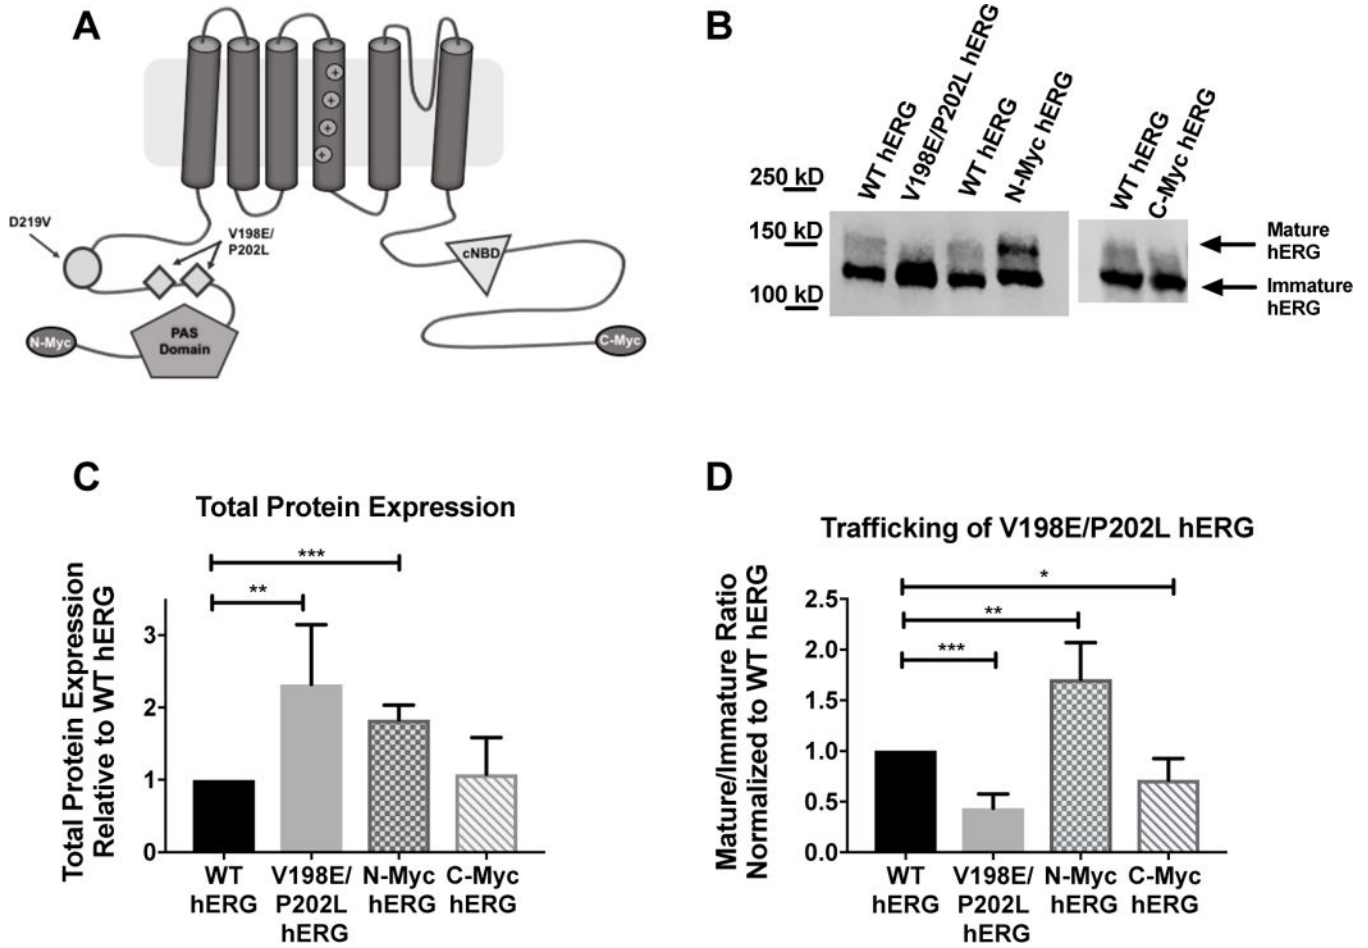 A
D219V
V198E/
P202L
cNBD
PAS
Domain
N-Myc
C-Myc
+
+
+
+
B
WT hERG
V198E/P202L hERG
WT hERG
N-Myc hERG
WT hERG
C-Myc hERG
250 kD
150 kD
100 kD
Mature
hERG
Immature
hERG
C
Total Protein Expression
Total Protein Expression
Relative to WT hERG
***
**
3
2
1
0
WT
hERG
V198E/
P202L
hERG
N-Myc
hERG
C-Myc
hERG
D
Trafficking of V198E/P202L hERG
Mature/Immature Ratio
Normalized to WT hERG
*
**
***
2.5
2.0
1.5
1.0
0.5
0.0
WT
hERG
V198E/
P202L
hERG
N-Myc
hERG
C-Myc
hERG